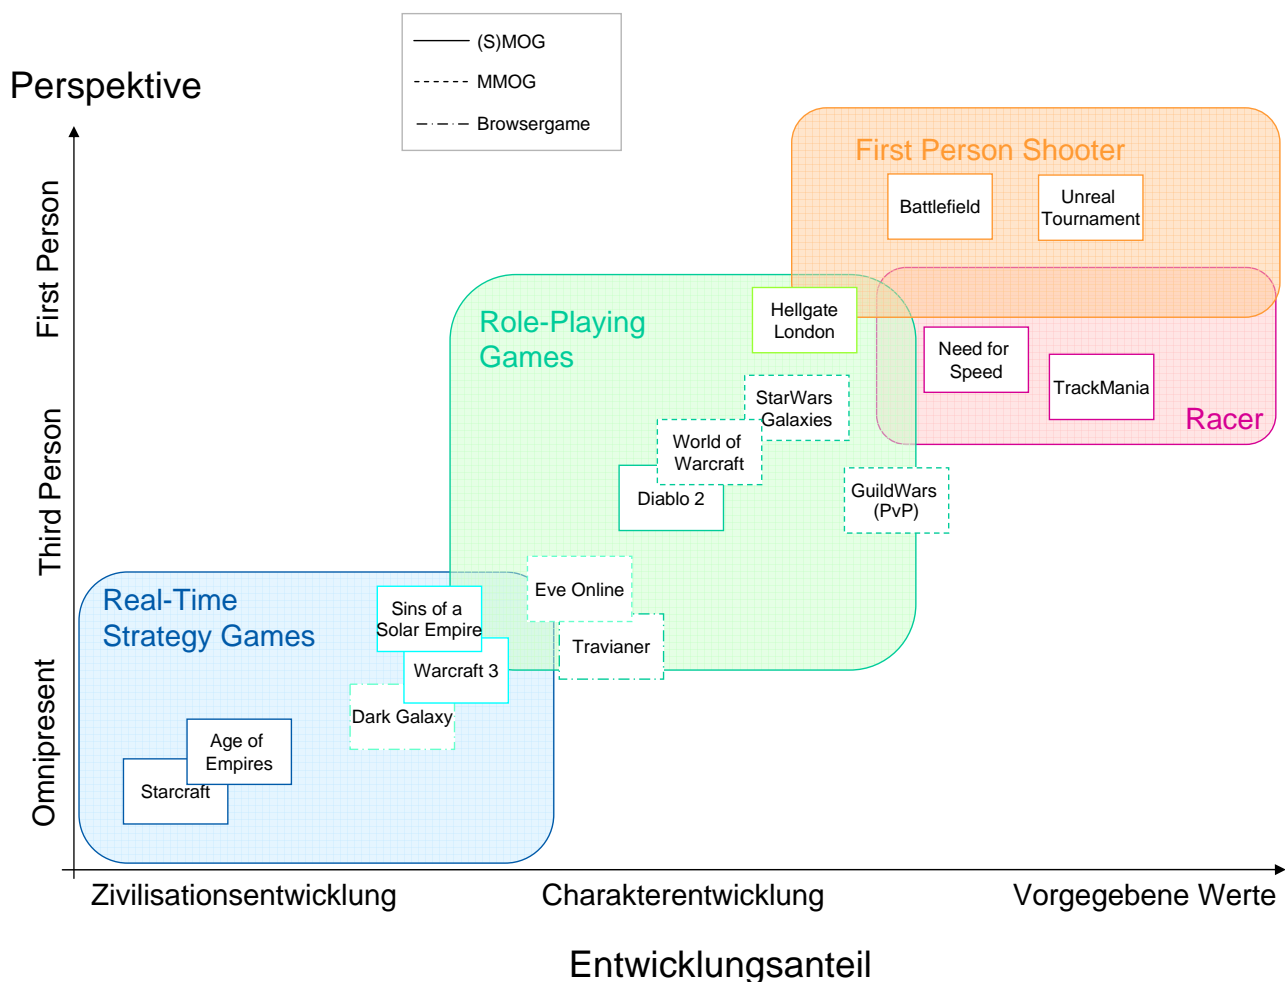 (S)MOG
MMOG
Browsergame
Perspektive
First Person
Third Person
Omnipresent
First Person Shooter
Battlefield
Unreal
Tournament
Role-Playing
Games
Hellgate
London
Need for
Speed
TrackMania
Racer
StarWars
Galaxies
World of
Warcraft
Diablo 2
GuildWars
(PvP)
Real-Time
Strategy Games
Sins of a
Solar Empire
Eve Online
Travianer
Warcraft 3
Dark Galaxy
Age of
Empires
Starcraft
Zivilisationsentwicklung
Charakterentwicklung
Vorgegebene Werte
Entwicklungsanteil